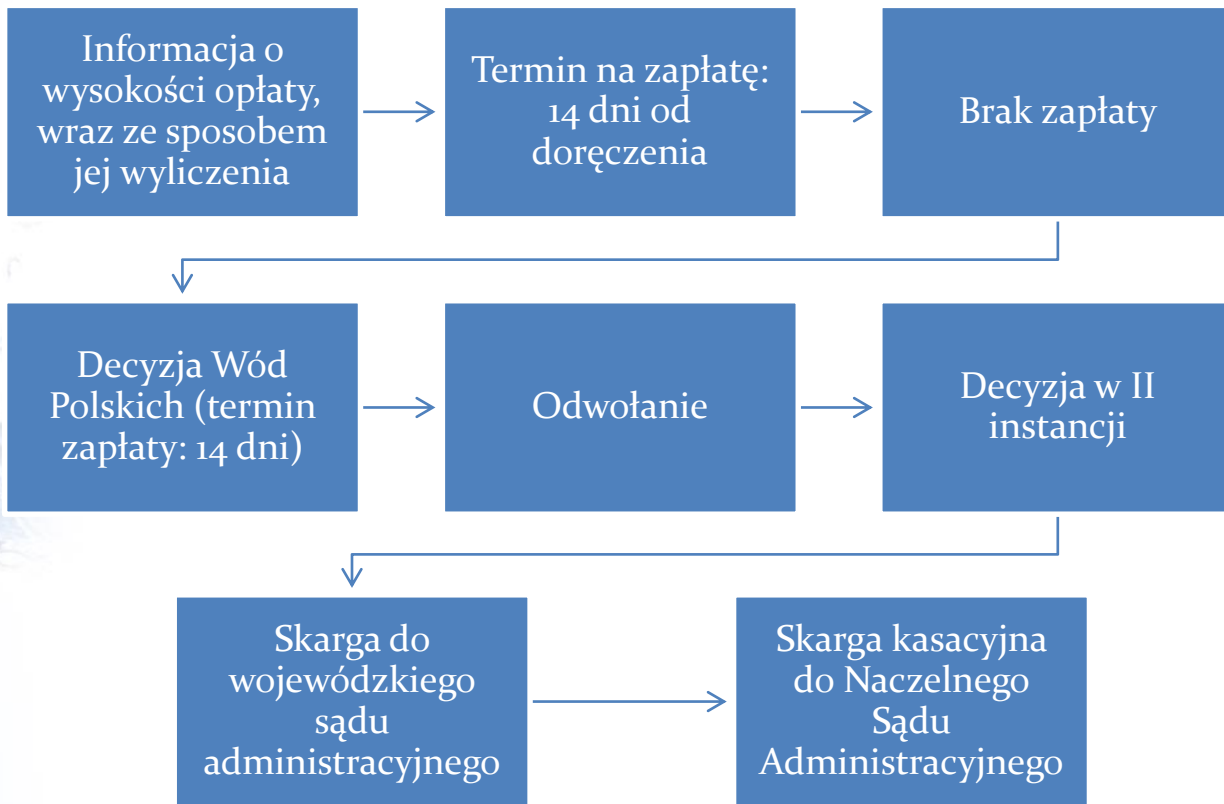 Informacja o
wysokości opłaty,
wraz ze sposobem
jej wyliczenia
Termin na zapłatę:
14 dni od
doręczenia
Brak zapłaty
Decyzja Wód
Polskich (termin
zapłaty: 14 dni)
Odwołanie
Decyzja w II
instancji
Skarga do
wojewódzkiego
sądu
administracyjnego
Skarga kasacyjna
do Naczelnego
Sądu
Administracyjnego